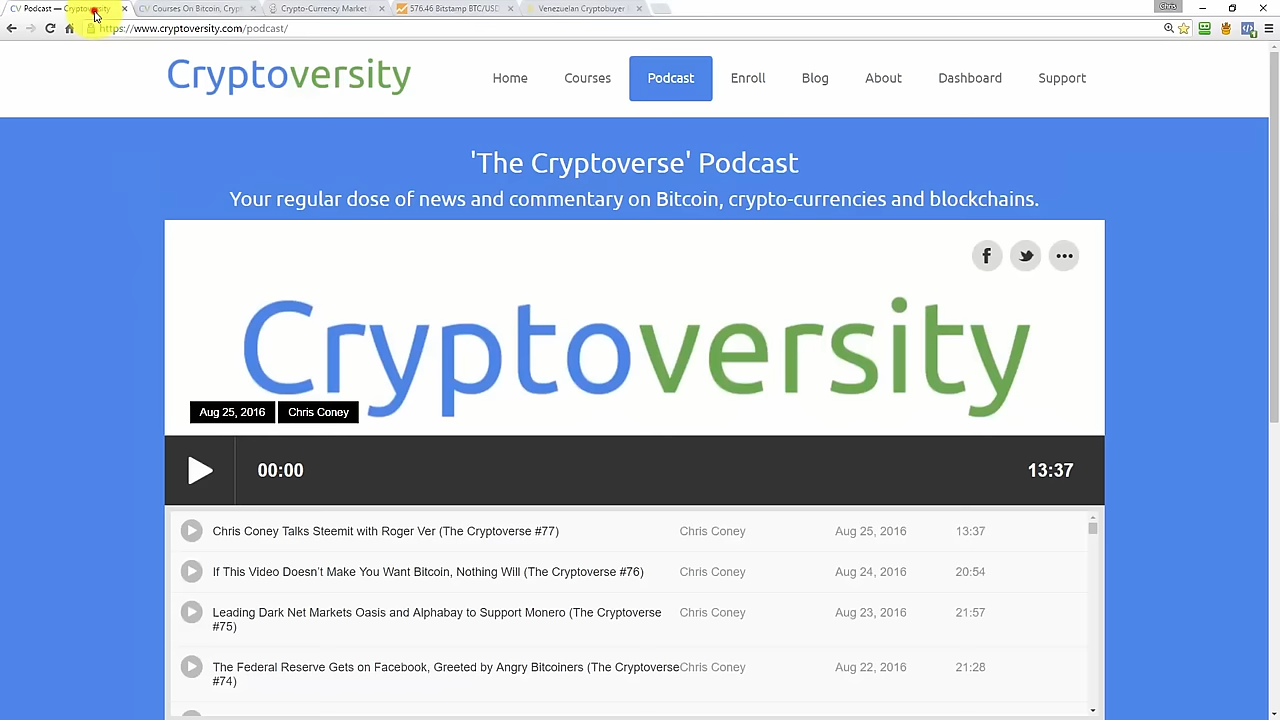 CV Podcast — Cryptoversity
CV Courses On Bitcoin, Crypt
Crypto-Currency Market
576.46 Bitstamp BTC/USD
Venezuelan Cryptobuyer
Chris
https://www.cryptoversity.com/podcast/
Cryptoversity
Home Courses Podcast Enroll Blog About Dashboard Support
'The Cryptoverse' Podcast
Your regular dose of news and commentary on Bitcoin, crypto-currencies and blockchains.
Cryptoversity
Aug 25, 2016 Chris Coney
00:00 13:37
Chris Coney Talks Steemit with Roger Ver (The Cryptoverse #77) Chris Coney Aug 25, 2016 13:37
If This Video Doesn't Make You Want Bitcoin, Nothing Will (The Cryptoverse #76) Chris Coney Aug 24, 2016 20:54
Leading Dark Net Markets Oasis and Alphabay to Support Monero (The Cryptoverse Chris Coney Aug 23, 2016 21:57
#75)
The Federal Reserve Gets on Facebook, Greeted by Angry Bitcoiners (The Cryptoverse Chris Coney Aug 22, 2016 21:28
#74)